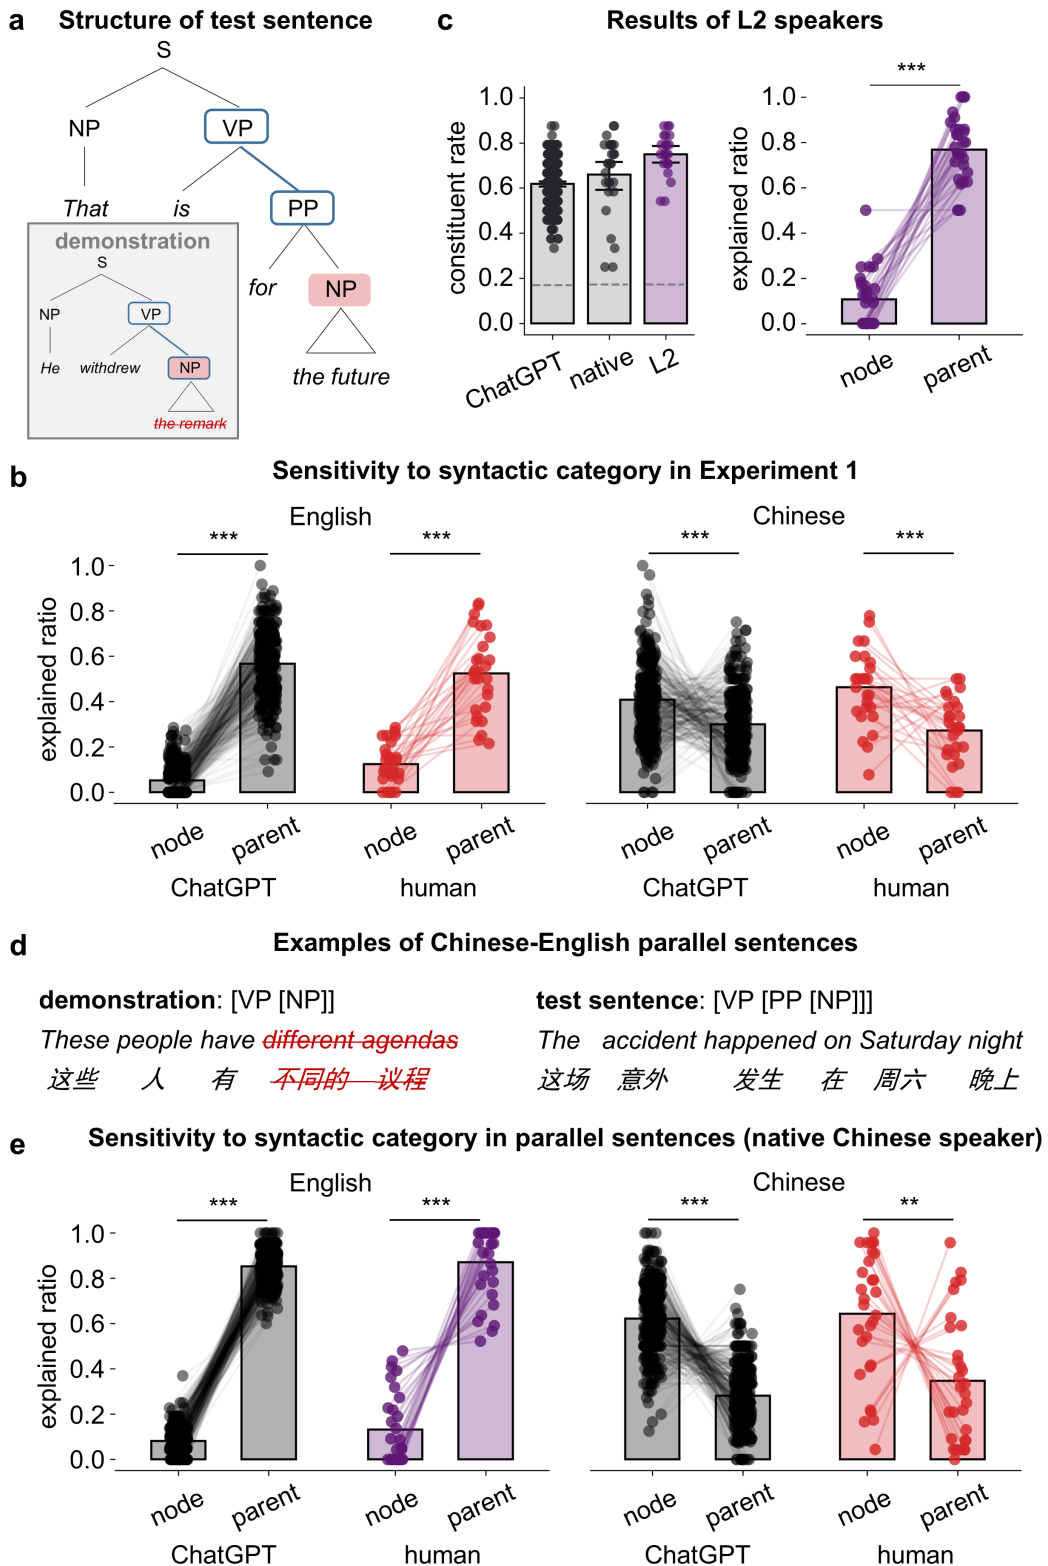 a Structure of test sentence
S
NP VP
That is PP
for NP
the future
demonstration
S
NP VP
He withdrew NP
the remark
c Results of L2 speakers
***
constituent rate
1.0
0.8
0.6
0.4
0.2
0.0
ChatGPT native L2
explained ratio
1.0
0.8
0.6
0.4
0.2
0.0
node parent
b Sensitivity to syntactic category in Experiment 1
English Chinese
*** *** *** ***
explained ratio
1.0
0.8
0.6
0.4
0.2
0.0
node parent node parent node parent node parent
ChatGPT human ChatGPT human
d Examples of Chinese-English parallel sentences
demonstration: [VP [NP]]
These people have different agendas
这些 人 有 不同的 议程
test sentence: [VP [PP [NP]]]
The accident happened on Saturday night
这场 意外 发生 在 周六 晚上
e Sensitivity to syntactic category in parallel sentences (native Chinese speaker)
English Chinese
*** *** *** **
explained ratio
1.0
0.8
0.6
0.4
0.2
0.0
node parent node parent node parent node parent
ChatGPT human ChatGPT human